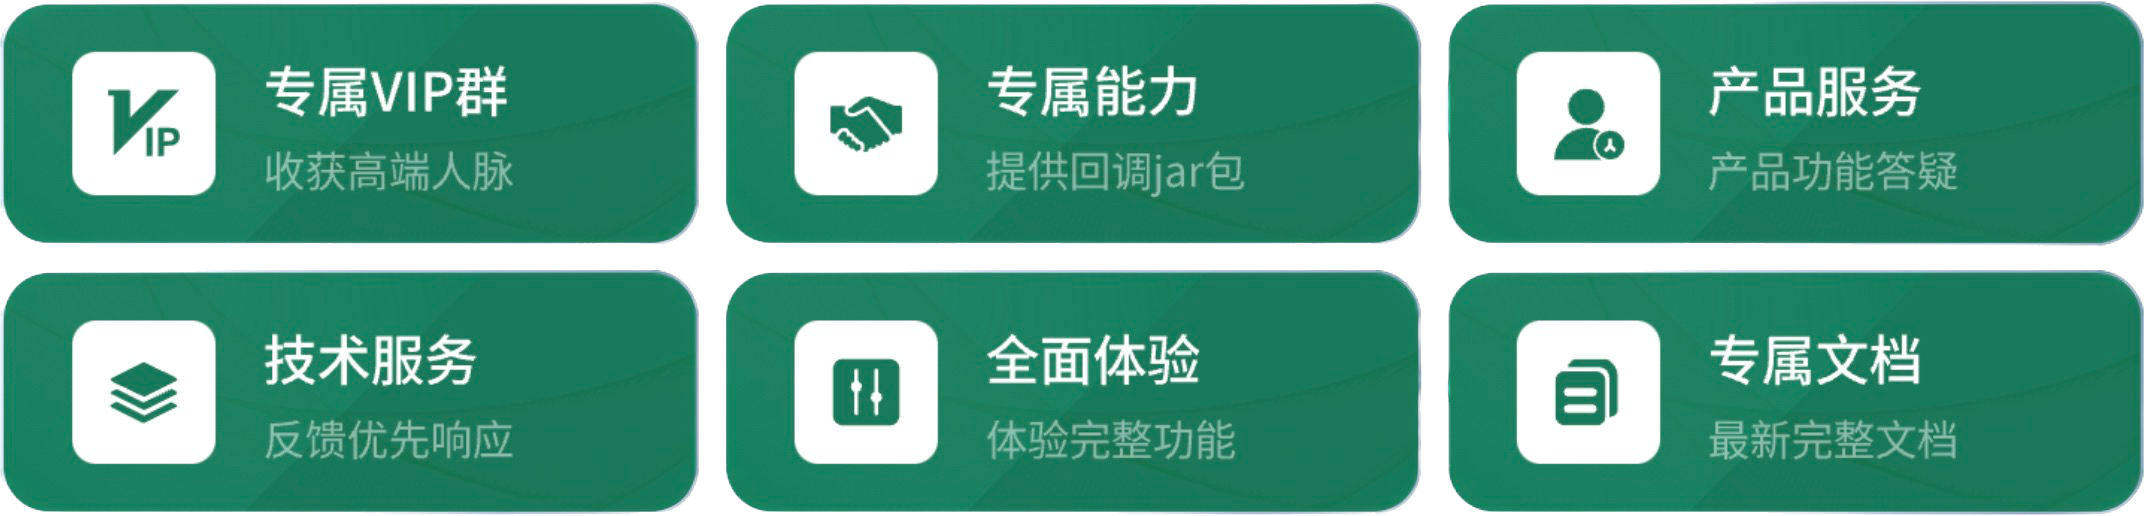 VIP
专属VIP群
收获高端人脉
专属能力
提供回调jar包
产品服务
产品功能答疑
技术服务
反馈优先响应
全面体验
体验完整功能
专属文档
最新完整文档